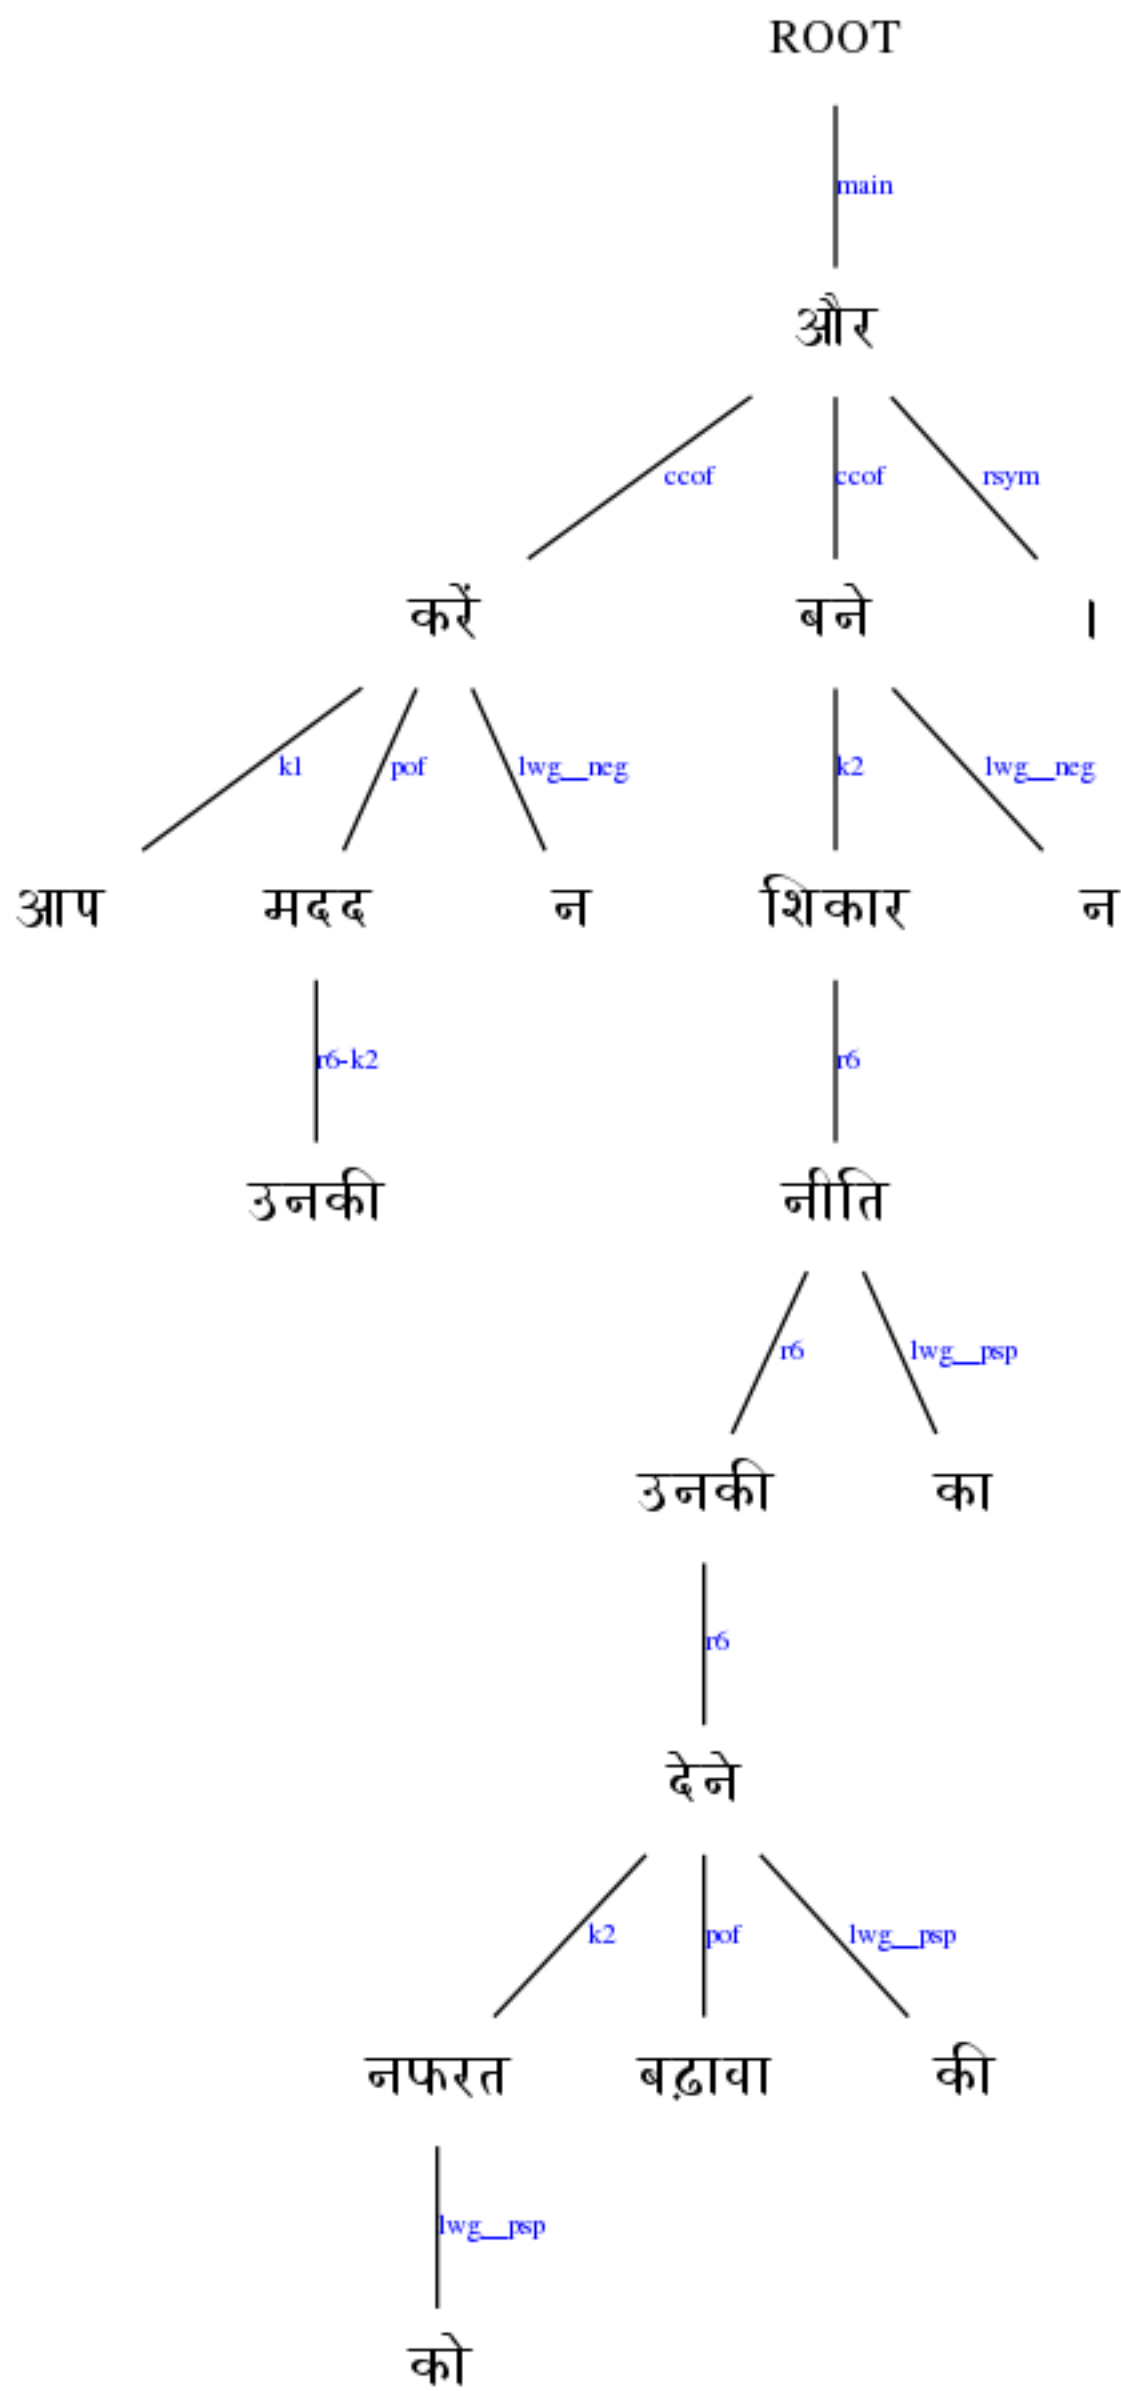 ROOT
main
और
ccof ccof rsym
करें बने ।
k1 pof lwg__neg k2 lwg__neg
आप मदद न शिकार न
r6-k2 r6
उनकी नीति
r6 lwg__psp
उनकी का
r6
देने
k2 pof lwg__psp
नफरत बढ़ावा की
lwg__psp
को